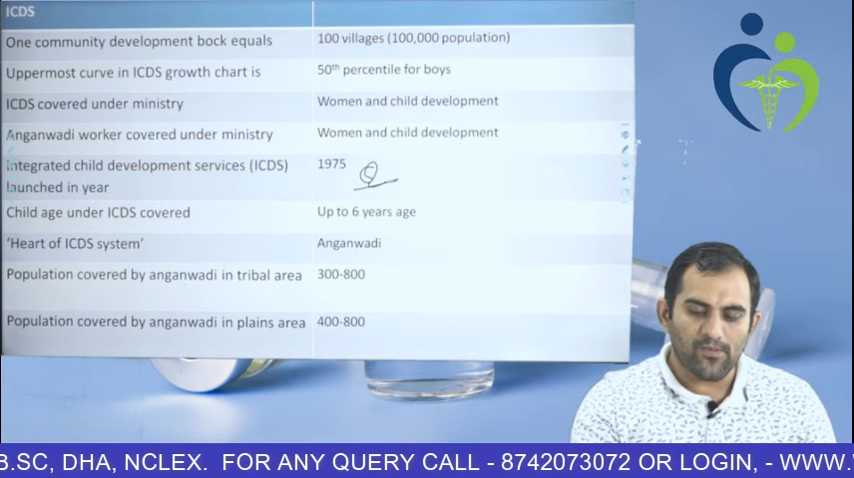 ICDS
One community development bock equals 100 villages (100,000 population)
Uppermost curve in ICDS growth chart is 50th percentile for boys
ICDS covered under ministry Women and child development
Anganwadi worker covered under ministry Women and child development
Integrated child development services (ICDS) 1975
launched in year
Child age under ICDS covered Up to 6 years age
'Heart of ICDS system' Anganwadi
Population covered by anganwadi in tribal area 300-800
Population covered by anganwadi in plains area 400-800
B.SC, DHA, NCLEX. FOR ANY QUERY CALL - 8742073072 OR LOGIN, - WWW.